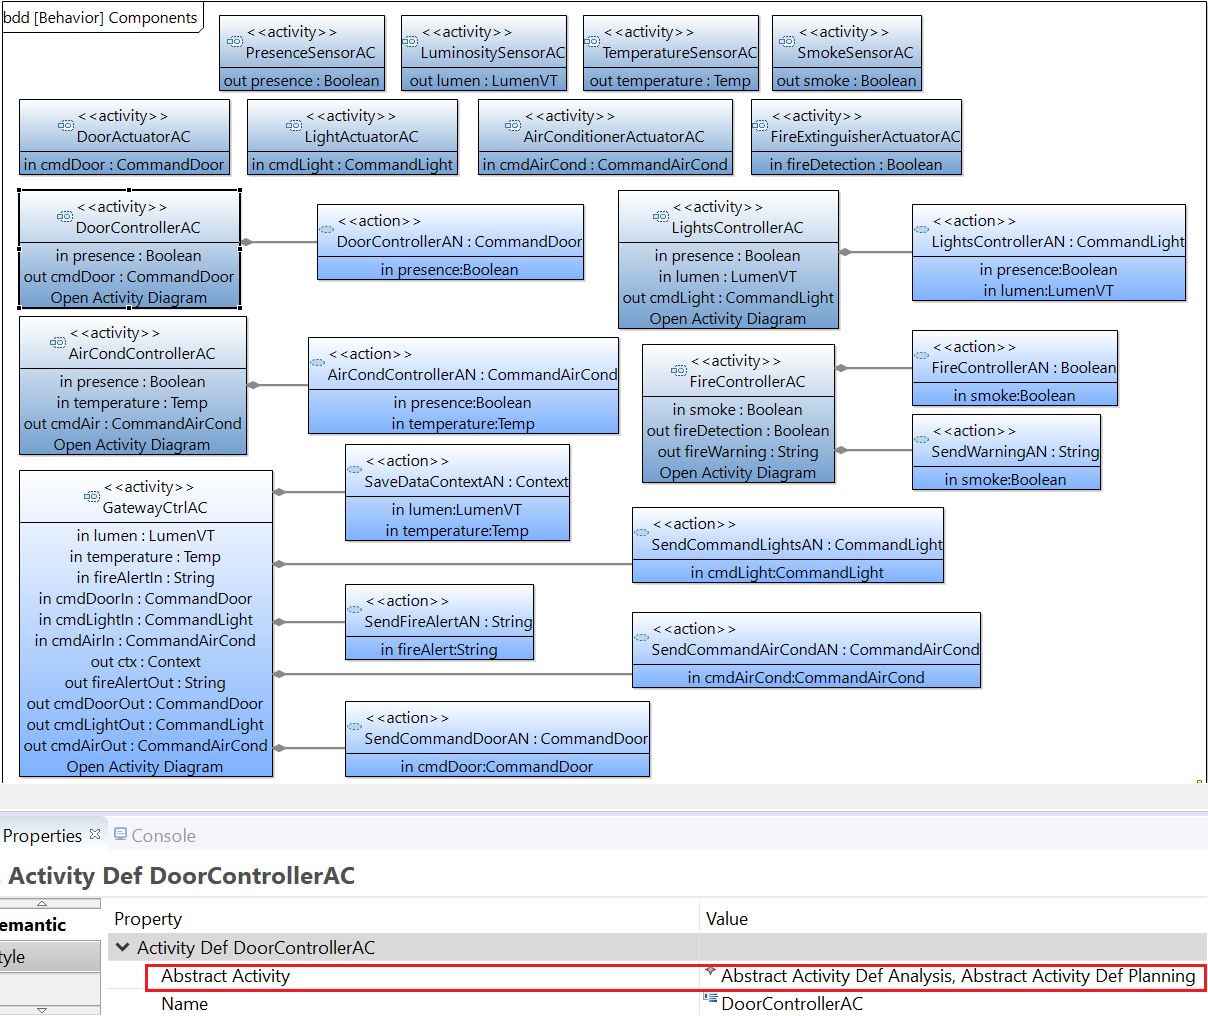 bdd [Behavior] Components
<<activity>>
PresenceSensorAC
out presence : Boolean
<<activity>>
LuminositySensorAC
out lumen : LumenVT
<<activity>>
TemperatureSensorAC
out temperature : Temp
<<activity>>
SmokeSensorAC
out smoke : Boolean
<<activity>>
DoorActuatorAC
in cmdDoor : CommandDoor
<<activity>>
LightActuatorAC
in cmdLight : CommandLight
<<activity>>
AirConditionerActuatorAC
in cmdAirCond : CommandAirCond
<<activity>>
FireExtinguisherActuatorAC
in fireDetection : Boolean
<<activity>>
DoorControllerAC
in presence : Boolean
out cmdDoor : CommandDoor
Open Activity Diagram
<<action>>
DoorControllerAN : CommandDoor
in presence:Boolean
<<activity>>
LightsControllerAC
in presence : Boolean
in lumen : LumenVT
out cmdLight : CommandLight
Open Activity Diagram
<<action>>
LightsControllerAN : CommandLight
in presence:Boolean
in lumen:LumenVT
<<activity>>
AirCondControllerAC
in presence : Boolean
in temperature : Temp
out cmdAir : CommandAirCond
Open Activity Diagram
<<action>>
AirCondControllerAN : CommandAirCond
in presence:Boolean
in temperature:Temp
<<activity>>
FireControllerAC
in smoke : Boolean
out fireDetection : Boolean
out fireWarning : String
Open Activity Diagram
<<action>>
FireControllerAN : Boolean
in smoke:Boolean
<<action>>
SendWarningAN : String
in smoke:Boolean
<<activity>>
GatewayCtrlAC
in lumen : LumenVT
in temperature : Temp
in fireAlertIn : String
in cmdDoorIn : CommandDoor
in cmdLightIn : CommandLight
in cmdAirIn : CommandAirCond
out ctx : Context
out fireAlertOut : String
out cmdDoorOut : CommandDoor
out cmdLightOut : CommandLight
out cmdAirOut : CommandAirCond
Open Activity Diagram
<<action>>
SaveDataContextAN : Context
in lumen:LumenVT
in temperature:Temp
<<action>>
SendCommandLightsAN : CommandLight
in cmdLight:CommandLight
<<action>>
SendFireAlertAN : String
in fireAlert:String
<<action>>
SendCommandAirCondAN : CommandAirCond
in cmdAirCond:CommandAirCond
<<action>>
SendCommandDoorAN : CommandDoor
in cmdDoor:CommandDoor
Properties Console
Activity Def DoorControllerAC
emantic
tyle
Property Value
Activity Def DoorControllerAC
Abstract Activity Abstract Activity Def Analysis, Abstract Activity Def Planning
Name DoorControllerAC